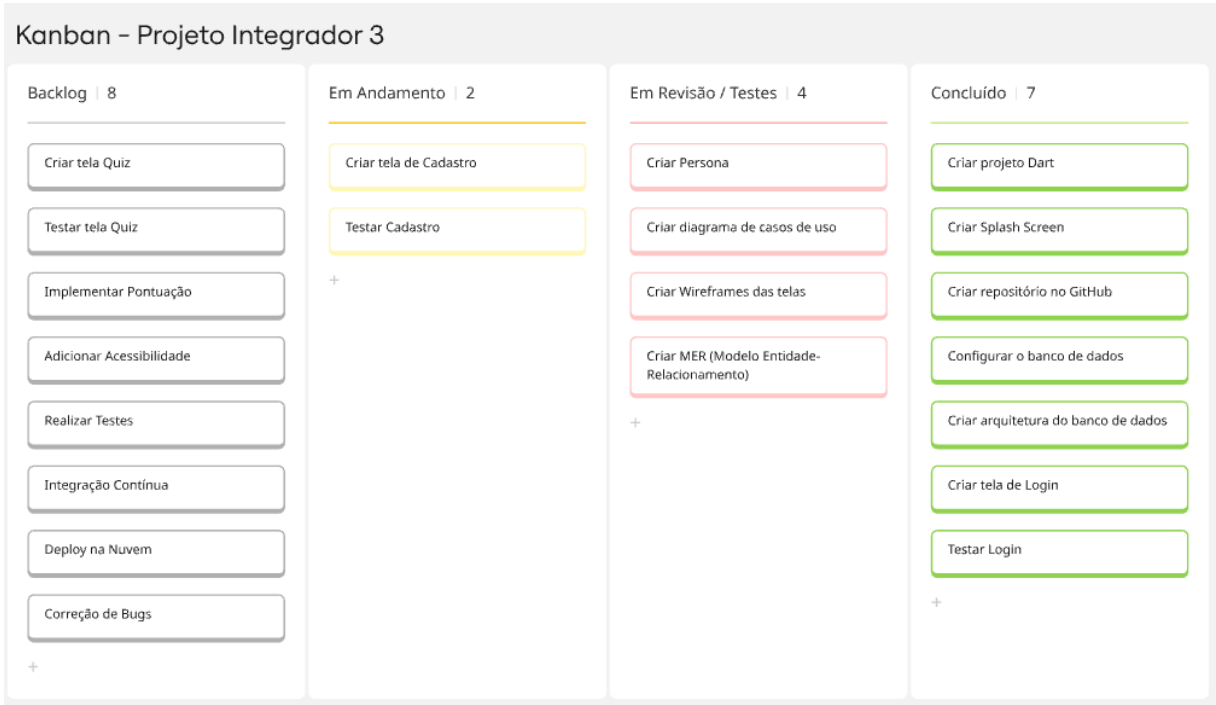 Kanban - Projeto Integrador 3
Backlog | 8
Criar tela Quiz
Testar tela Quiz
Implementar Pontuação
Adicionar Acessibilidade
Realizar Testes
Integração Contínua
Deploy na Nuvem
Correção de Bugs
+
Em Andamento | 2
Criar tela de Cadastro
Testar Cadastro
+
Em Revisão / Testes | 4
Criar Persona
Criar diagrama de casos de uso
Criar Wireframes das telas
Criar MER (Modelo Entidade-
Relacionamento)
+
Concluído | 7
Criar projeto Dart
Criar Splash Screen
Criar repositório no GitHub
Configurar o banco de dados
Criar arquitetura do banco de dados
Criar tela de Login
Testar Login
+